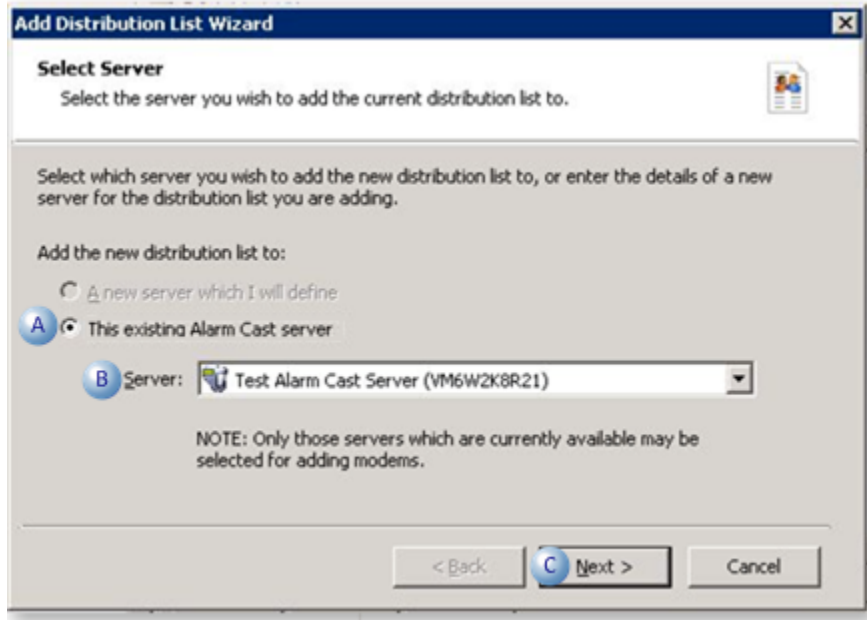 Add Distribution List Wizard
Select Server
Select the server you wish to add the current distribution list to.
Select which server you wish to add the new distribution list to, or enter the details of a new
server for the distribution list you are adding.
Add the new distribution list to:
A new server which I will define
A This existing Alarm Cast server
B Server: Test Alarm Cast Server (VM6W2K8R21)
NOTE: Only those servers which are currently available may be
selected for adding modems.
< Back C Next > Cancel